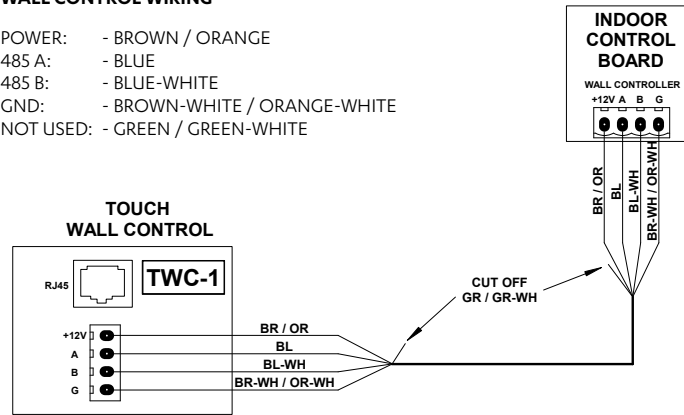 WALL CONTROL WIRING
POWER: - BROWN / ORANGE
485 A: - BLUE
485 B: - BLUE-WHITE
GND: - BROWN-WHITE / ORANGE-WHITE
NOT USED: - GREEN / GREEN-WHITE
INDOOR
CONTROL
BOARD
WALL CONTROLLER
+12V A B G
BR / OR
BL
BL-WH
BR-WH / OR-WH
TOUCH
WALL CONTROL
RJ45
TWC-1
CUT OFF
GR / GR-WH
+12V
A
B
G
BR / OR
BL
BL-WH
BR-WH / OR-WH